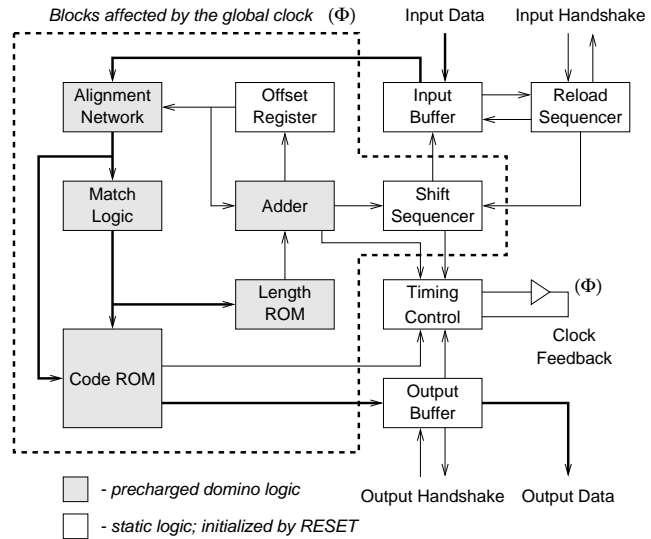 Blocks affected by the global clock (Φ)
Input Data
Input Handshake
Alignment
Network
Offset
Register
Input
Buffer
Reload
Sequencer
Match
Logic
Adder
Shift
Sequencer
Length
ROM
Timing
Control
(Φ)
Clock
Feedback
Code ROM
Output
Buffer
Output Handshake
Output Data
- precharged domino logic
- static logic; initialized by RESET